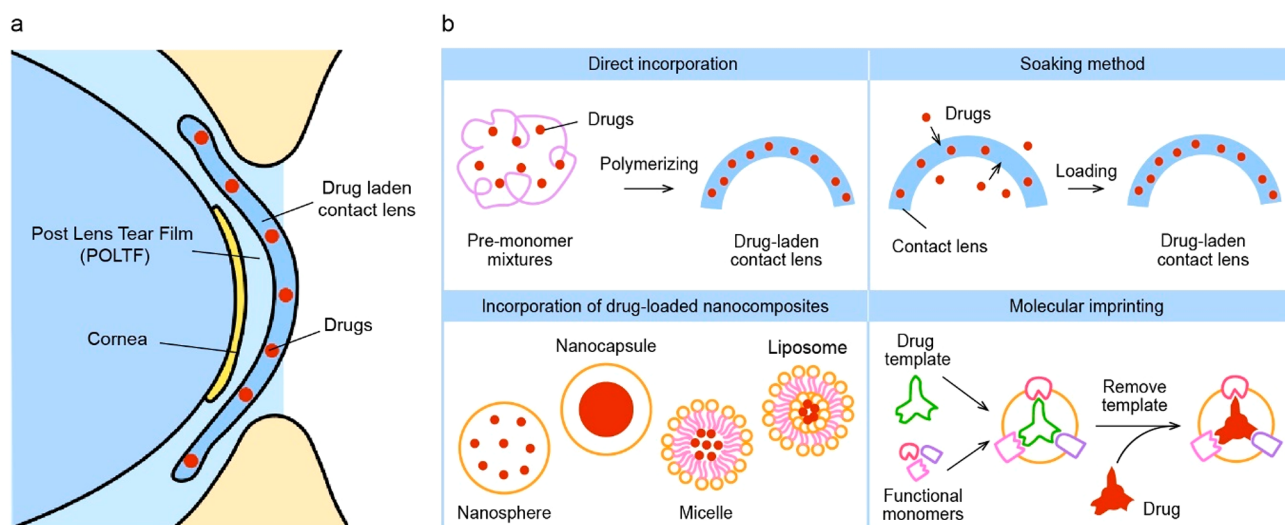 a
Drug laden
contact lens
Post Lens Tear Film
(POLTF)
Drugs
Cornea
b
Direct incorporation
Drugs
Polymerizing
Pre-monomer
mixtures
Drug-laden
contact lens
Soaking method
Drugs
Loading
Contact lens
Drug-laden
contact lens
Incorporation of drug-loaded nanocomposites
Nanocapsule
Liposome
Nanosphere
Micelle
Molecular imprinting
Drug
template
Remove
template
Functional
monomers
Drug